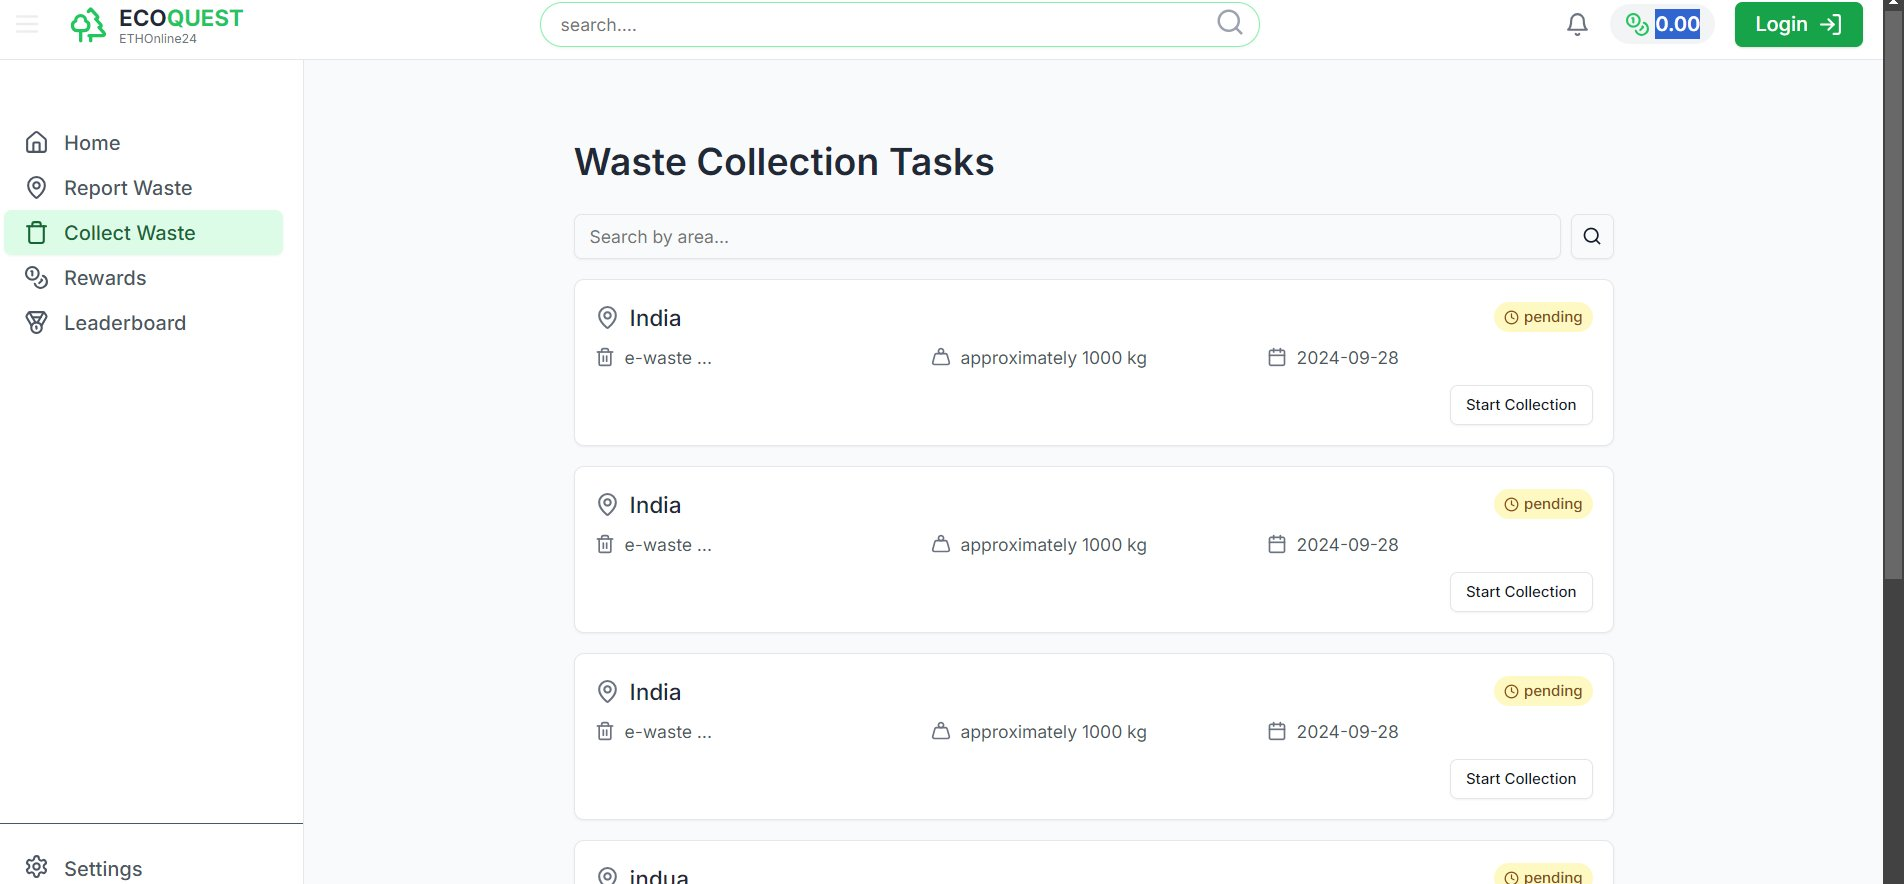 ECOQUEST
ETHOnline24
search....
0.00
Login
Home
Report Waste
Collect Waste
Rewards
Leaderboard
Settings
Waste Collection Tasks
Search by area...
India
pending
e-waste ...
approximately 1000 kg
2024-09-28
Start Collection
India
pending
e-waste ...
approximately 1000 kg
2024-09-28
Start Collection
India
pending
e-waste ...
approximately 1000 kg
2024-09-28
Start Collection
indua
pending